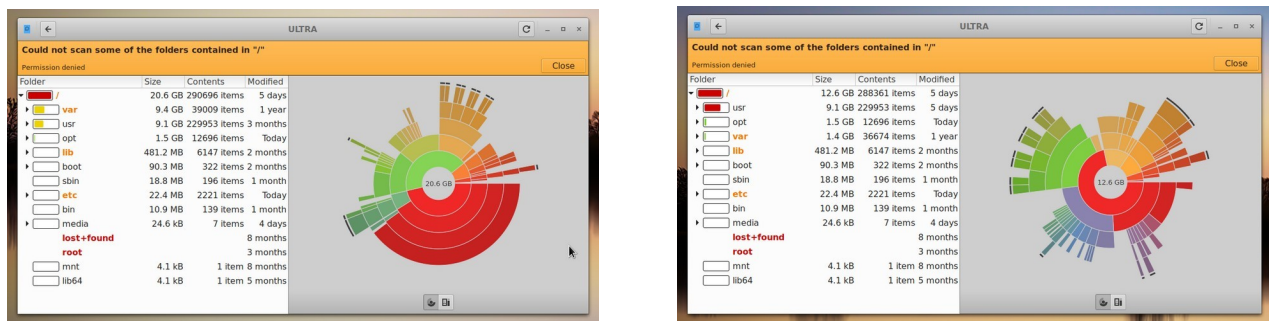 ULTRA
Could not scan some of the folders contained in "/"
Permission denied
Close
Folder Size Contents Modified
/ 20.6 GB 290696 items 5 days
var 9.4 GB 39009 items 1 year
usr 9.1 GB 229953 items 3 months
opt 1.5 GB 12696 items Today
lib 481.2 MB 6147 items 2 months
boot 90.3 MB 322 items 2 months
sbin 18.8 MB 196 items 1 month
etc 22.4 MB 2221 items Today
bin 10.9 MB 139 items 1 month
media 24.6 kB 7 items 4 days
lost+found 8 months
root 3 months
mnt 4.1 kB 1 item 8 months
lib64 4.1 kB 1 item 5 months
20.6 GB
ULTRA
Could not scan some of the folders contained in "/"
Permission denied
Close
Folder Size Contents Modified
/ 12.6 GB 288361 items 5 days
usr 9.1 GB 229953 items 5 days
opt 1.5 GB 12696 items Today
var 1.4 GB 36674 items 1 year
lib 481.2 MB 6147 items 2 months
boot 90.3 MB 322 items 2 months
sbin 18.8 MB 196 items 1 month
etc 22.4 MB 2221 items Today
bin 10.9 MB 139 items 1 month
media 24.6 kB 7 items 4 days
lost+found 8 months
root 3 months
mnt 4.1 kB 1 item 8 months
lib64 4.1 kB 1 item 5 months
12.6 GB